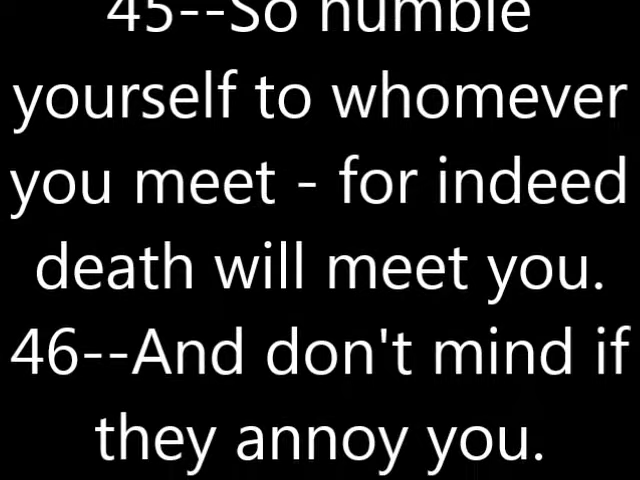 45--So humble
yourself to whomever
you meet - for indeed
death will meet you.
46--And don't mind if
they annoy you.